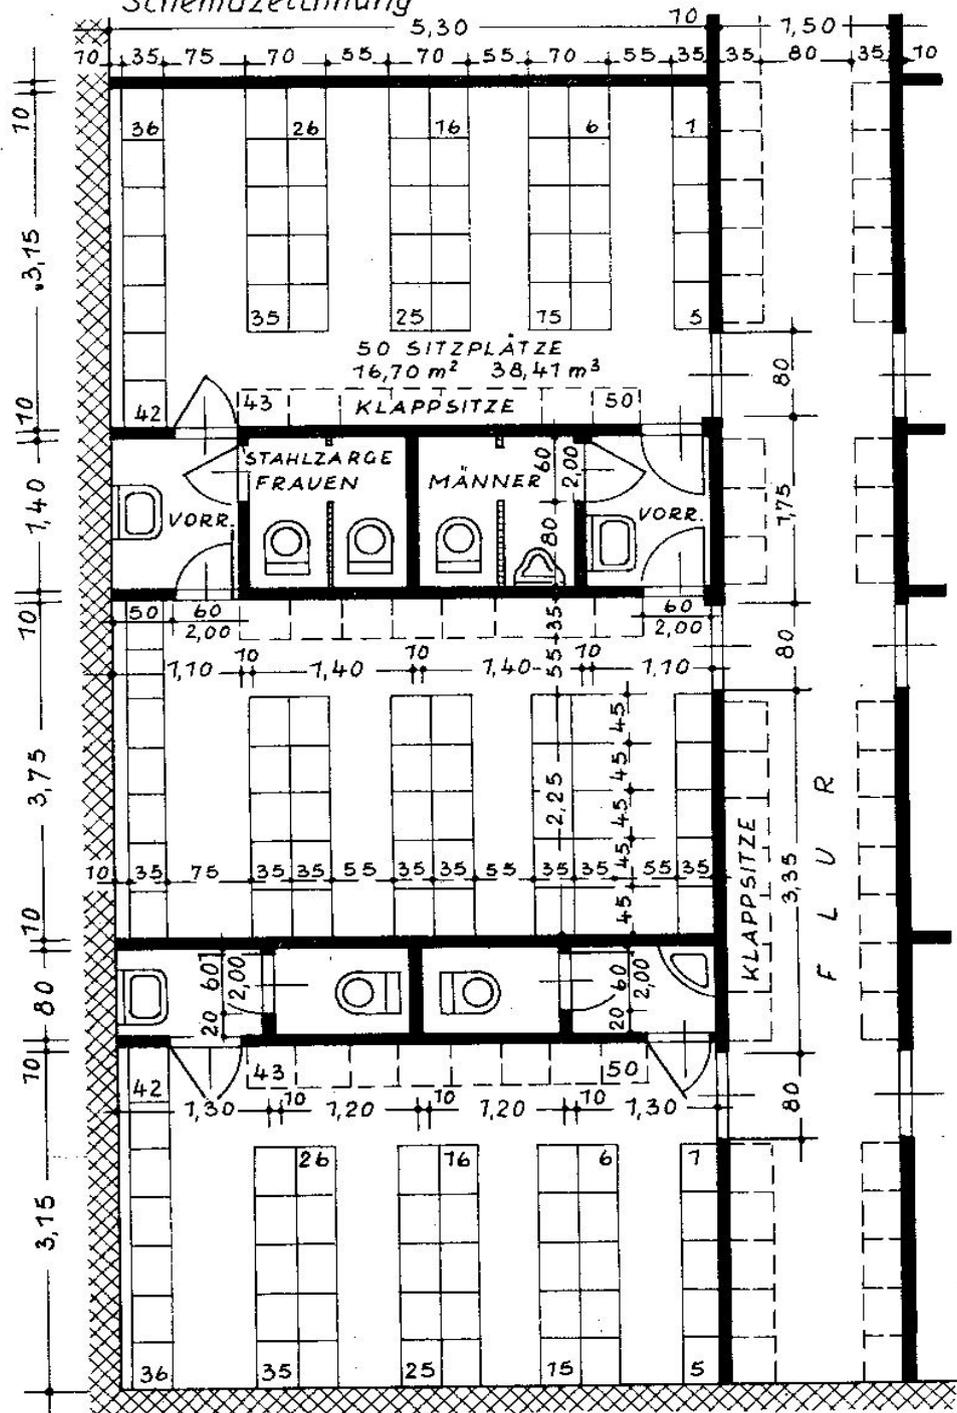 Schemazeichnung
5,30 10 1,50
10 35 75 70 55 70 55 70 55 35 35 80 35 10
10
36 26 16 6 1
3,15
35 25 15 5
50 SITZPLÄTZE
16,70 m² 38,41 m³
80
10
42 43 KLAPPSITZE 50
STAHLZARGE
FRAUEN
MÄNNER
60
2,00
1,40
VORR.
VORR.
1,75
80
10
50 60
2,00
35
60
2,00
80
1,10 10 1,40 10 1,40 10 1,10
55
45
3,75
2,25
45
45
FLUR
KLAPPSITZE
3,35
45
10 35 75 35 35 55 35 35 55 35 35 55 35
45
10
80
60
2,00
20
60
2,00
20
10
42 43 50
1,30 10 1,20 10 1,20 10 1,30
80
26 16 6 1
3,15
36 35 25 15 5